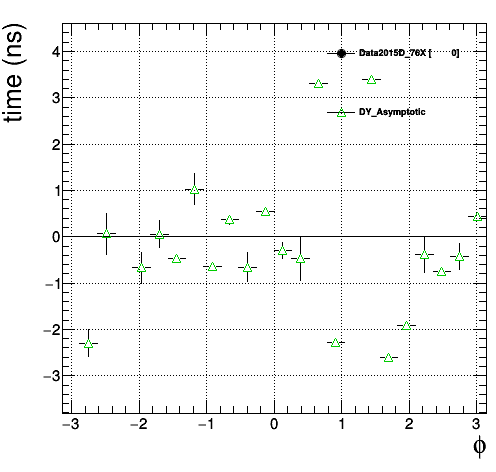 time (ns)
4
3
2
1
0
−1
−2
−3
Data2015D_76X [ 0]
DY_Asymptotic
−3 −2 −1 0 1 2 3
ϕ